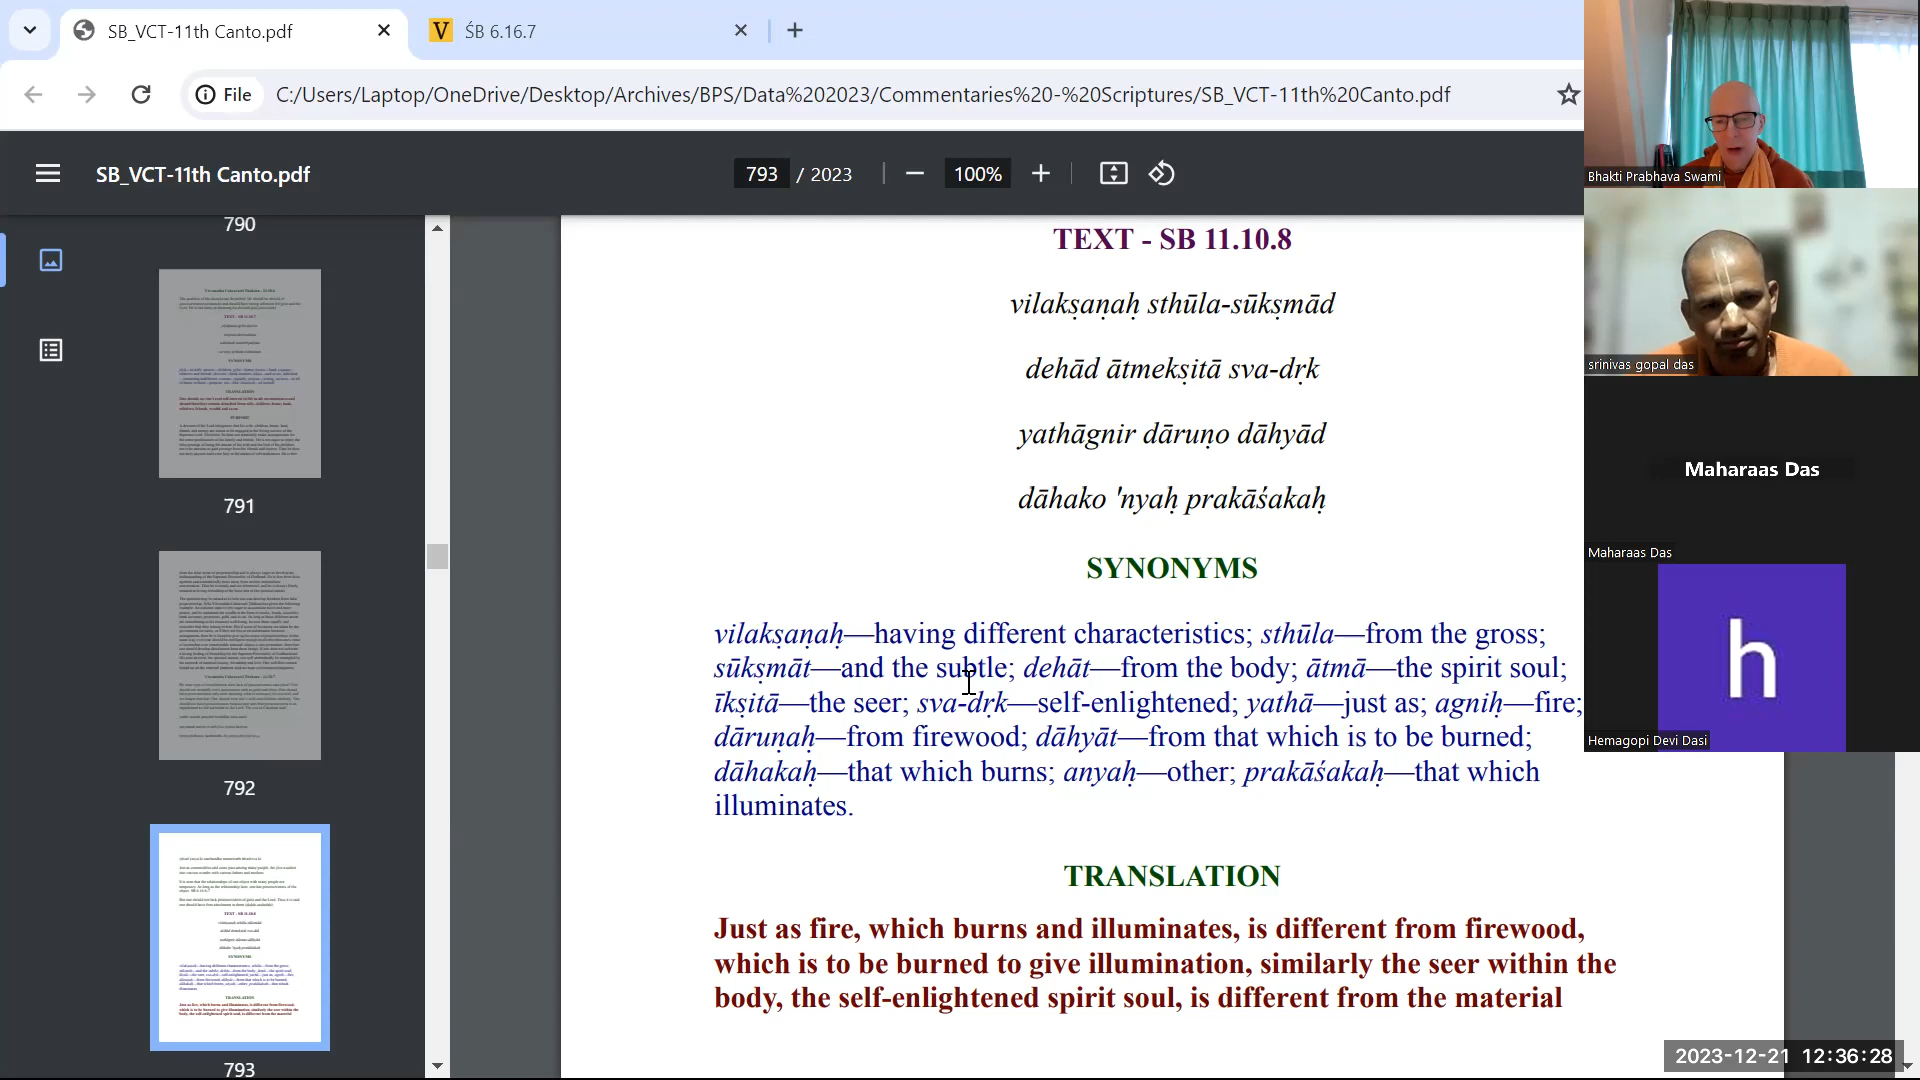 SB_VCT-11th Canto.pdf
ŚB 6.16.7
File
C:/Users/Laptop/OneDrive/Desktop/Archives/BPS/Data%202023/Commentaries%20-%20Scriptures/SB_VCT-11th%20Canto.pdf
SB_VCT-11th Canto.pdf
793 / 2023
100%
790
791
792
793
TEXT - SB 11.10.8
vilakṣaṇaḥ sthūla-sūkṣmād
dehād ātmekṣitā sva-dṛk
yathāgnir dāruṇo dāhyād
dāhako 'nyaḥ prakāśakaḥ
SYNONYMS
vilakṣaṇaḥ—having different characteristics; sthūla—from the gross;
sūkṣmāt—and the subtle; dehāt—from the body; ātmā—the spirit soul;
īkṣitā—the seer; sva-dṛk—self-enlightened; yathā—just as; agniḥ—fire;
dāruṇaḥ—from firewood; dāhyāt—from that which is to be burned;
dāhakaḥ—that which burns; anyaḥ—other; prakāśakaḥ—that which
illuminates.
TRANSLATION
Just as fire, which burns and illuminates, is different from firewood,
which is to be burned to give illumination, similarly the seer within the
body, the self-enlightened spirit soul, is different from the material
Bhakti Prabhava Swami
srinivas gopal das
Maharaas Das
Maharaas Das
h
Hemagopi Devi Dasi
2023-12-21 12:36:28